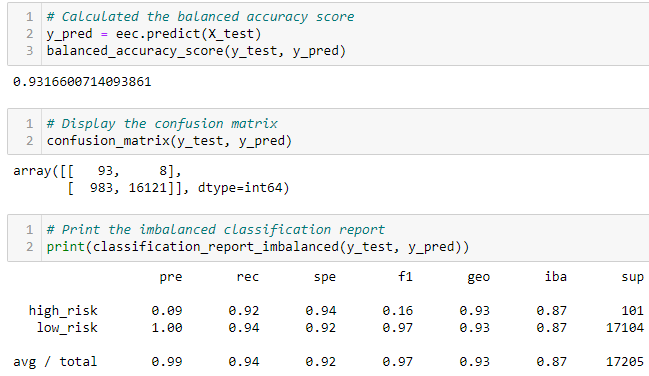 1 # Calculated the balanced accuracy score
2 y_pred = eec.predict(X_test)
3 balanced_accuracy_score(y_test, y_pred)
0.9316600714093861
1 # Display the confusion matrix
2 confusion_matrix(y_test, y_pred)
array([[   93,     8],
       [  983, 16121]], dtype=int64)
1 # Print the imbalanced classification report
2 print(classification_report_imbalanced(y_test, y_pred))
pre rec spe f1 geo iba sup
high_risk 0.09 0.92 0.94 0.16 0.93 0.87 101
low_risk 1.00 0.94 0.92 0.97 0.93 0.87 17104
avg / total 0.99 0.94 0.92 0.97 0.93 0.87 17205